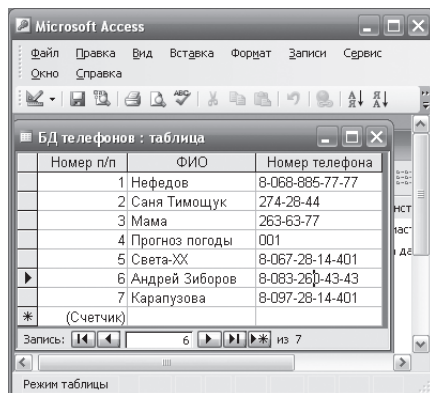 Microsoft Access
Файл Правка Вид Вставка Формат Записи Сервис
Окно Справка
БД телефонов : таблица
Номер п/п ФИО Номер телефона
1 Нефедов 8-068-885-77-77
2 Саня Тимощук 274-28-44
3 Мама 263-63-77
4 Прогноз погоды 001
5 Света-ХХ 8-067-28-14-401
6 Андрей Зиборов 8-083-260-43-43
7 Карапузова 8-097-28-14-401
(Счетчик)
Запись: 6 из 7
Режим таблицы